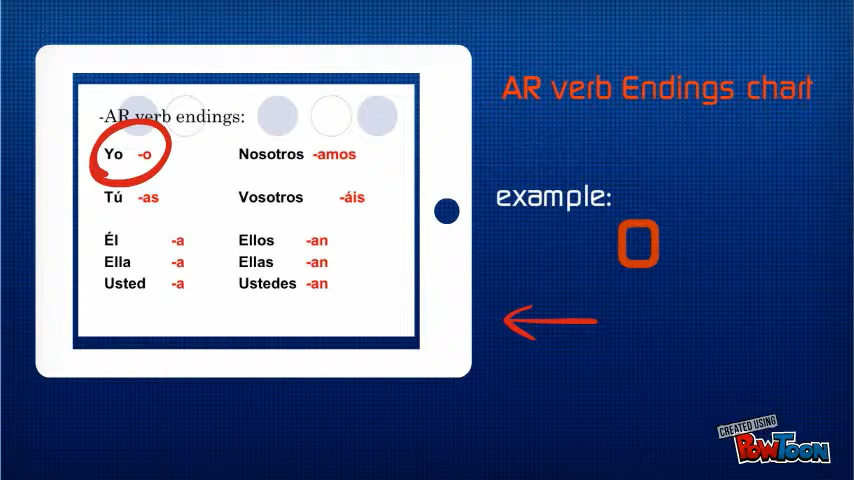 AR verb Endings chart
-AR verb endings:
Yo -o Nosotros -amos
Tú -as Vosotros -áis
Él -a Ellos -an
Ella -a Ellas -an
Usted -a Ustedes -an
example:
O
CREATED USING
POWTOON